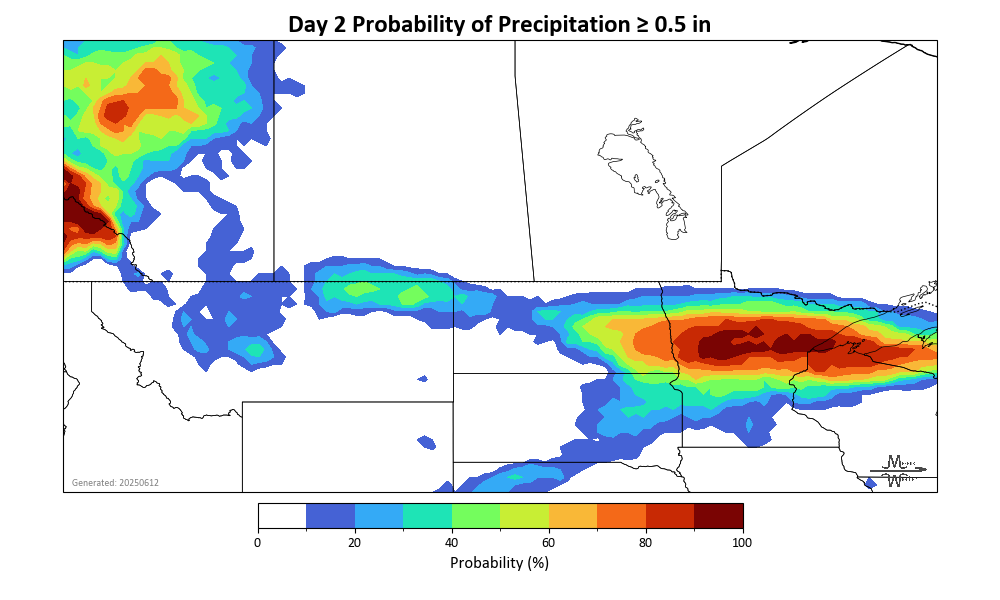 Day 2 Probability of Precipitation ≥ 0.5 in
Generated: 20250612
0 20 40 60 80 100
Probability (%)